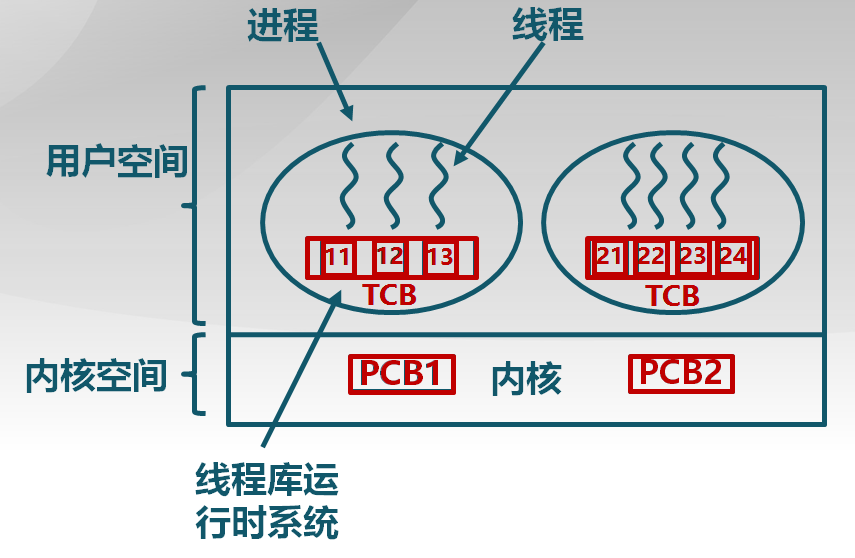 进程
线程
用户空间
11 12 13
21 22 23 24
TCB
TCB
内核空间
PCB1
内核
PCB2
线程库运
行时系统